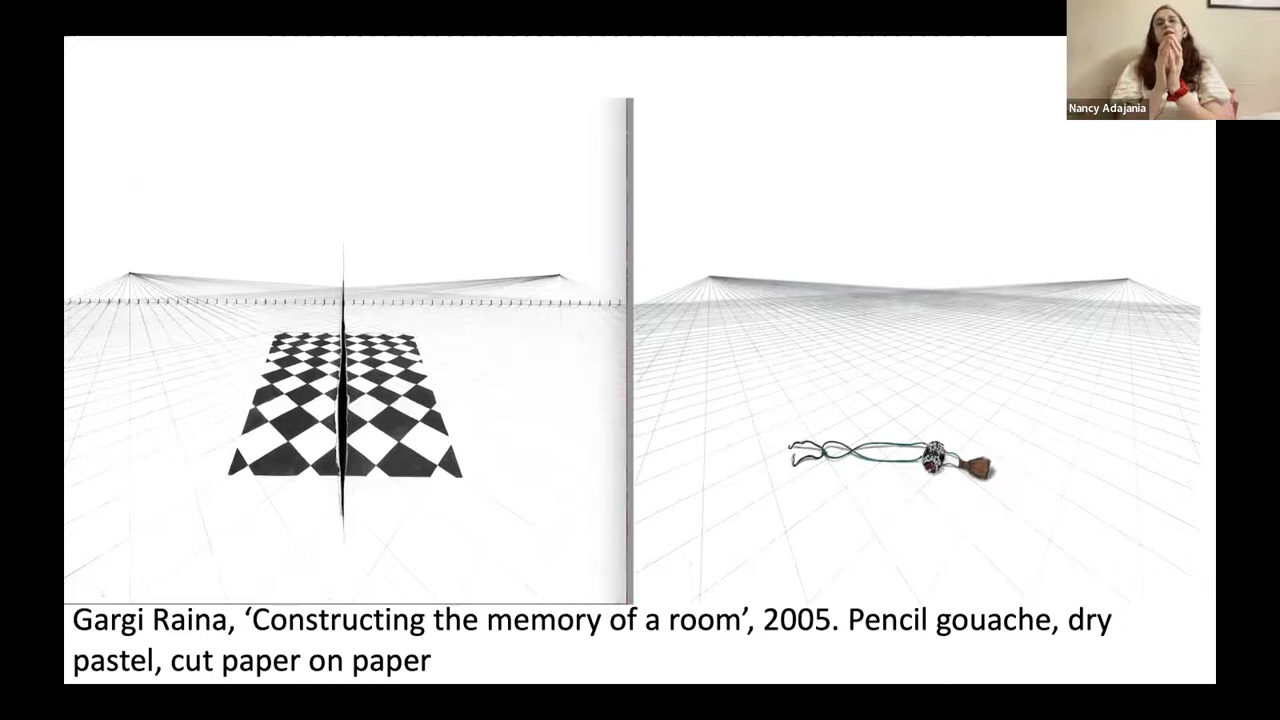 Nancy Adajania
Gargi Raina, ‘Constructing the memory of a room’, 2005. Pencil gouache, dry
pastel, cut paper on paper